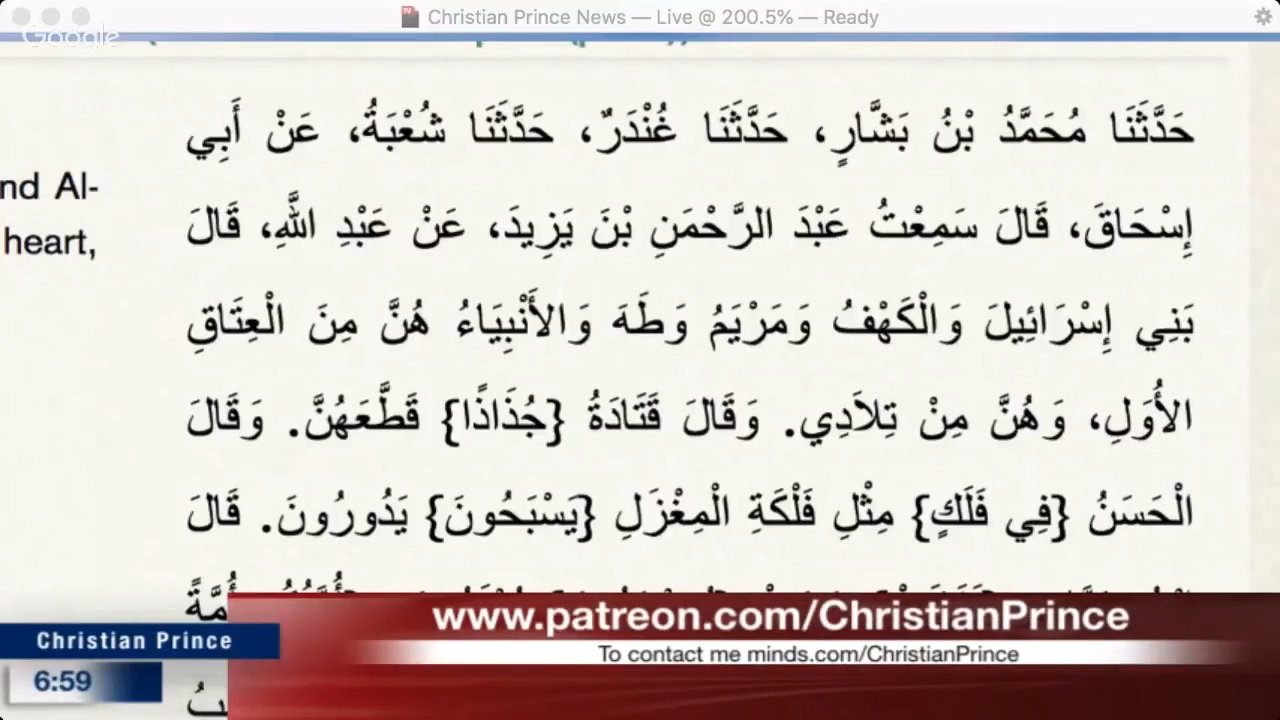 Christian Prince News — Live @ 200.5% — Ready
Google
nd Al-
heart,
حَدَّثَنَا مُحَمَّدُ بْنُ بَشَّارٍ، حَدَّثَنَا غُنْدَرٌ، حَدَّثَنَا شُعْبَةُ، عَنْ أَبِي
إِسْحَاقَ، قَالَ سَمِعْتُ عَبْدَ الرَّحْمَنِ بْنَ يَزِيدَ، عَنْ عَبْدِ اللَّهِ، قَالَ
بَنِي إِسْرَائِيلَ وَالْكَهْفُ وَمَرْيَمُ وَطَهَ وَالأَنْبِيَاءُ هُنَّ مِنَ الْعِتَاقِ
الأُوَلِ، وَهُنَّ مِنْ تِلاَدِي. وَقَالَ قَتَادَةُ {جُذَاذًا} قَطَّعَهُنَّ. وَقَالَ
الْحَسَنُ {فِي فَلَكٍ} مِثْلِ فَلْكَةِ الْمِغْزَلِ {يَسْبَحُونَ} يَدُورُونَ. قَالَ
أُمَّةً
www.patreon.com/ChristianPrince
To contact me minds.com/ChristianPrince
Christian Prince
6:59